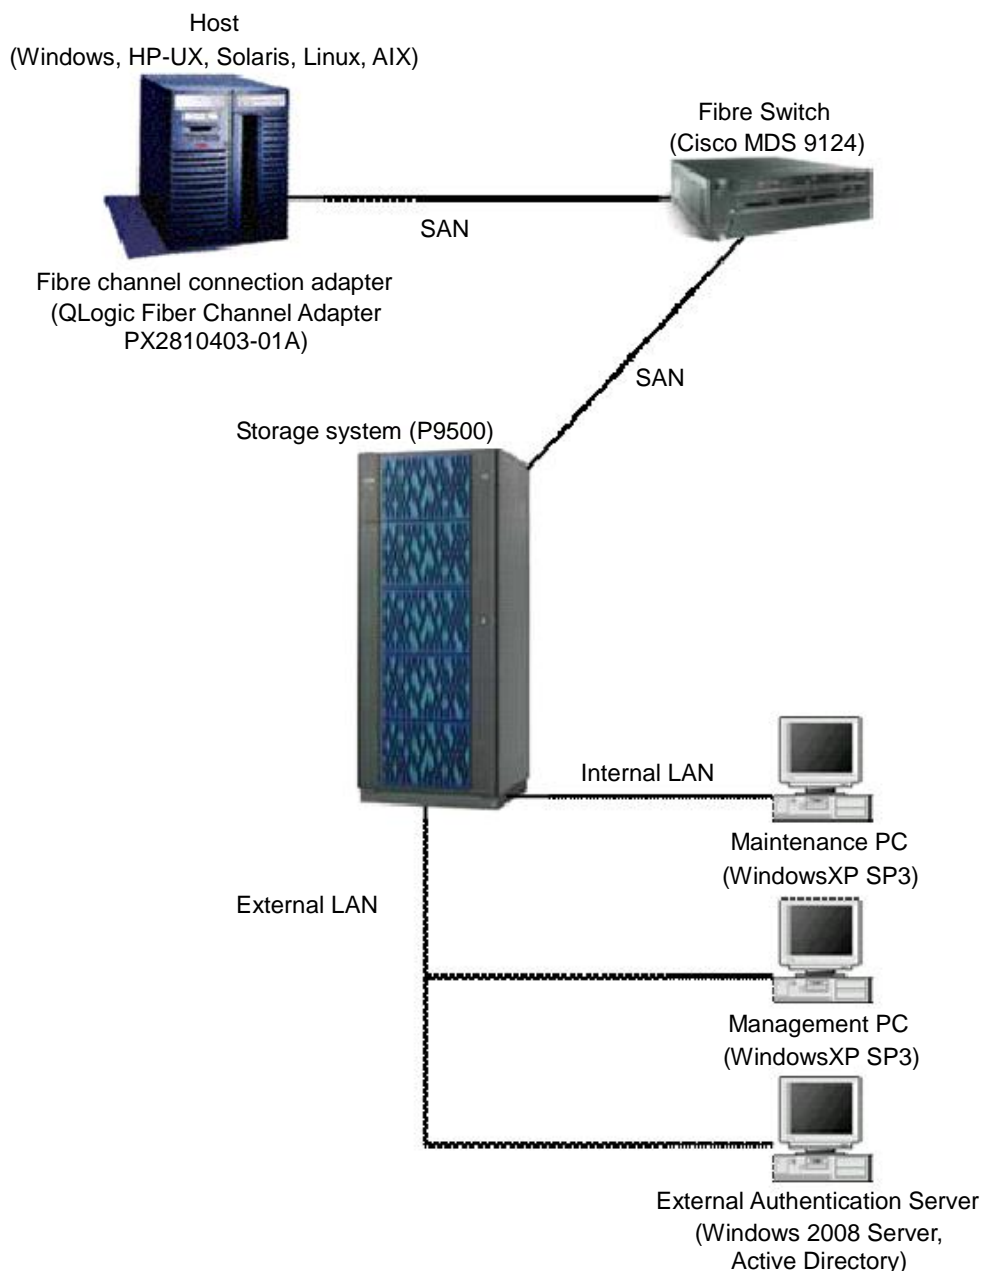 Host
(Windows, HP-UX, Solaris, Linux, AIX)
Fibre Switch
(Cisco MDS 9124)
SAN
Fibre channel connection adapter
(QLogic Fiber Channel Adapter
PX2810403-01A)
SAN
Storage system (P9500)
Internal LAN
Maintenance PC
(WindowsXP SP3)
External LAN
Management PC
(WindowsXP SP3)
External Authentication Server
(Windows 2008 Server,
Active Directory)